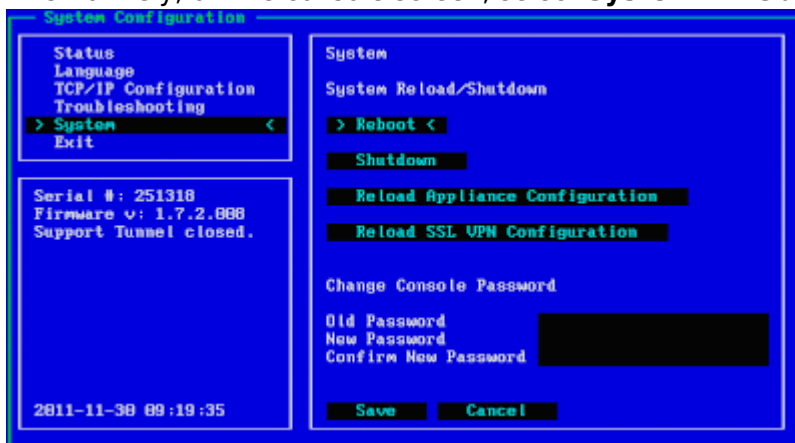 System Configuration
Status
Language
TCP/IP Configuration
Troubleshooting
> System <
Exit
Serial #: 251318
Firmware v: 1.7.2.008
Support Tunnel closed.
2011-11-30 09:19:35
System
System Reload/Shutdown
> Reboot <
Shutdown
Reload Appliance Configuration
Reload SSL VPN Configuration
Change Console Password
Old Password
New Password
Confirm New Password
Save Cancel